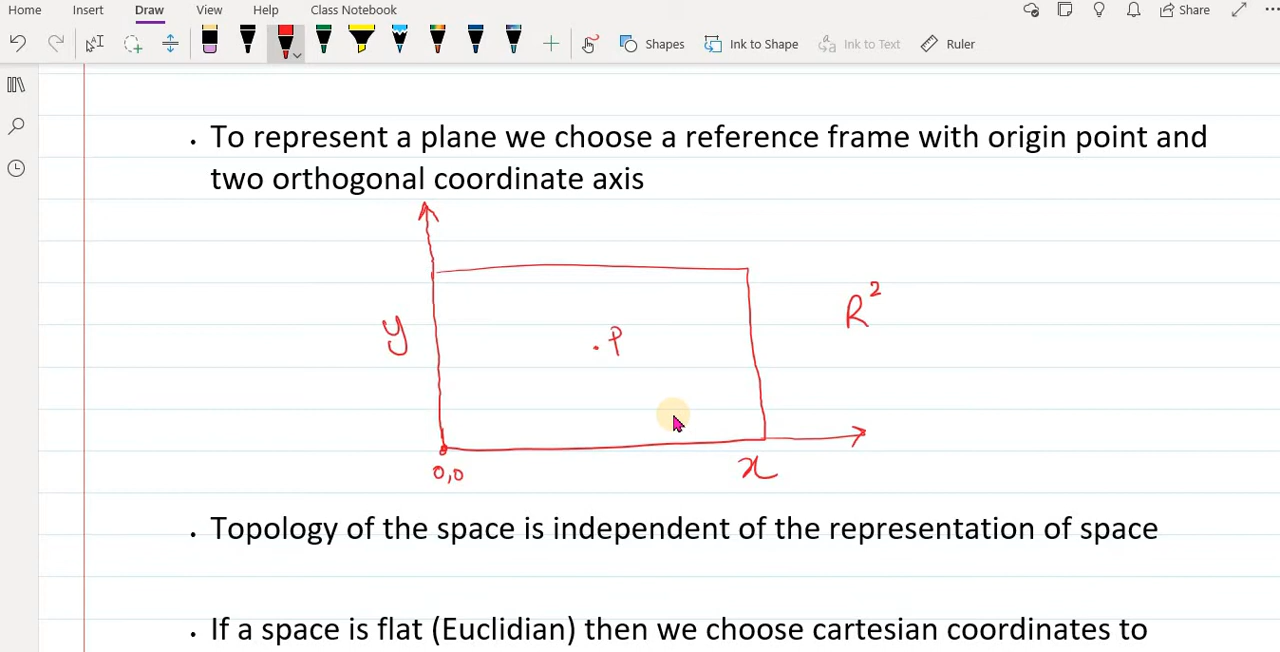 Home Insert Draw View Help Class Notebook Share
Shapes Ink to Shape Ink to Text Ruler
. To represent a plane we choose a reference frame with origin point and
two orthogonal coordinate axis
R²
y
.P
0,0
x
. Topology of the space is independent of the representation of space
. If a space is flat (Euclidian) then we choose cartesian coordinates to